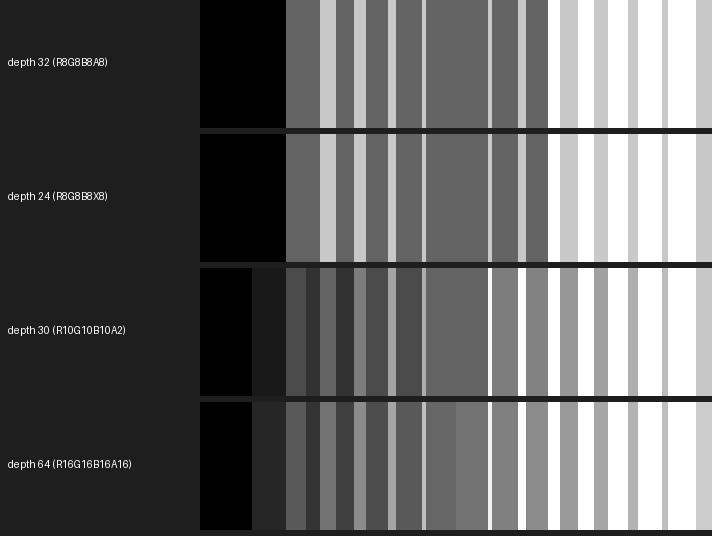 depth 32 (R8G8B8A8)
depth 24 (R8G8B8X8)
depth 30 (R10G10B10A2)
depth 64 (R16G16B16A16)